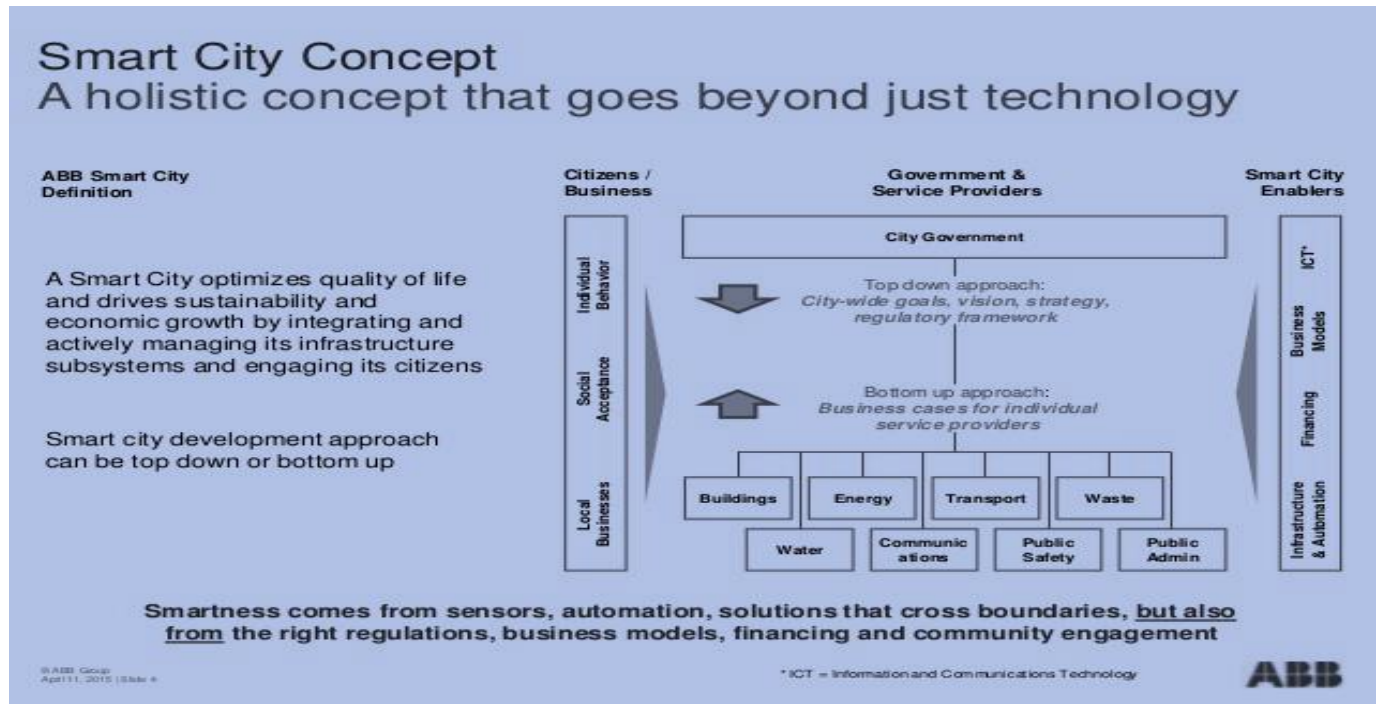 Smart City Concept
A holistic concept that goes beyond just technology
ABB Smart City
Definition
A Smart City optimizes quality of life
and drives sustainability and
economic growth by integrating and
actively managing its infrastructure
subsystems and engaging its citizens
Smart city development approach
can be top down or bottom up
Citizens /
Business
Individual
Behavior
Social
Acceptance
Local
Businesses
Government &
Service Providers
City Government
Top down approach:
City-wide goals, vision, strategy,
regulatory framework
Bottom up approach:
Business cases for individual
service providers
Buildings
Energy
Transport
Waste
Water
Communic
ations
Public
Safety
Public
Admin
Smart City
Enablers
ICT*
Business
Models
Financing
Infrastructure
& Automation
Smartness comes from sensors, automation, solutions that cross boundaries, but also
from the right regulations, business models, financing and community engagement
© ABB Group
April 1, 2015 | Slide 4
* ICT = Information and Communications Technology
ABB